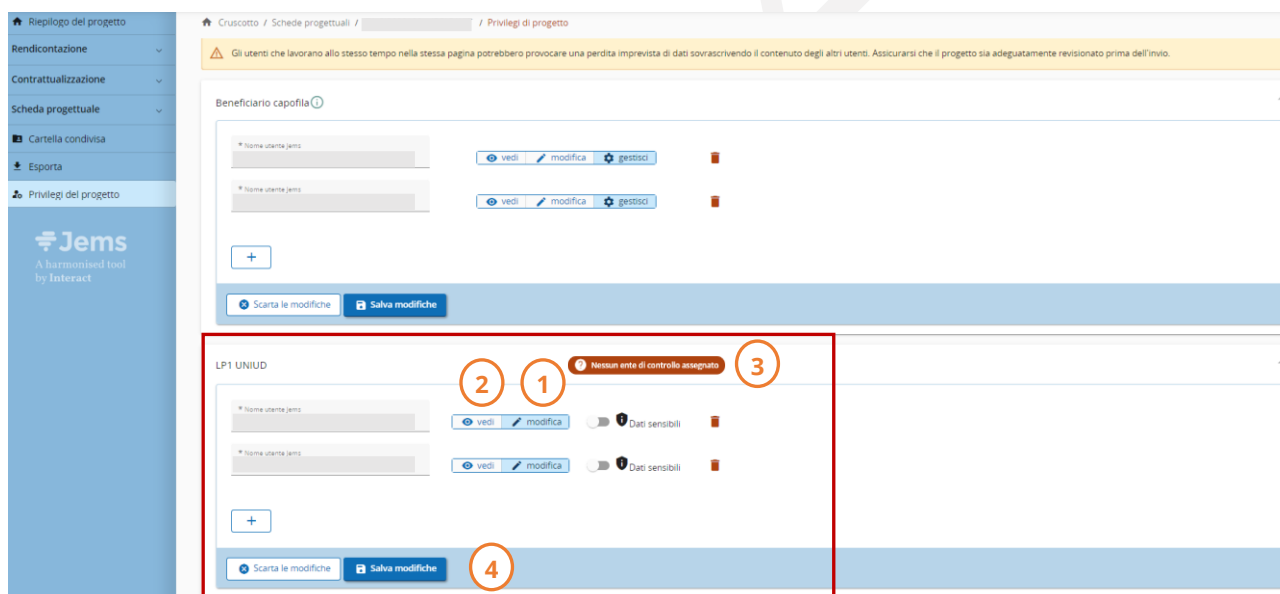 Riepilogo del progetto
Cruscotto / Schede progettuali / / Privilegi di progetto
Rendicontazione
Gli utenti che lavorano allo stesso tempo nella stessa pagina potrebbero provocare una perdita imprevista di dati sovrascrivendo il contenuto degli altri utenti. Assicurarsi che il progetto sia adeguatamente revisionato prima dell'invio.
Contrattualizzazione
Scheda progettuale
Cartella condivisa
Esporta
Privilegi del progetto
Jems
A harmonised tool
by Interact
Beneficiario capofila
* Nome utente Jems
vedi modifica gestisci
* Nome utente Jems
vedi modifica gestisci
+
Scarta le modifiche Salva modifiche
LP1 UNIUD
? Nessun ente di controllo assegnato
3
2 1
* Nome utente Jems
vedi modifica Dati sensibili
* Nome utente Jems
vedi modifica Dati sensibili
+
Scarta le modifiche Salva modifiche
4